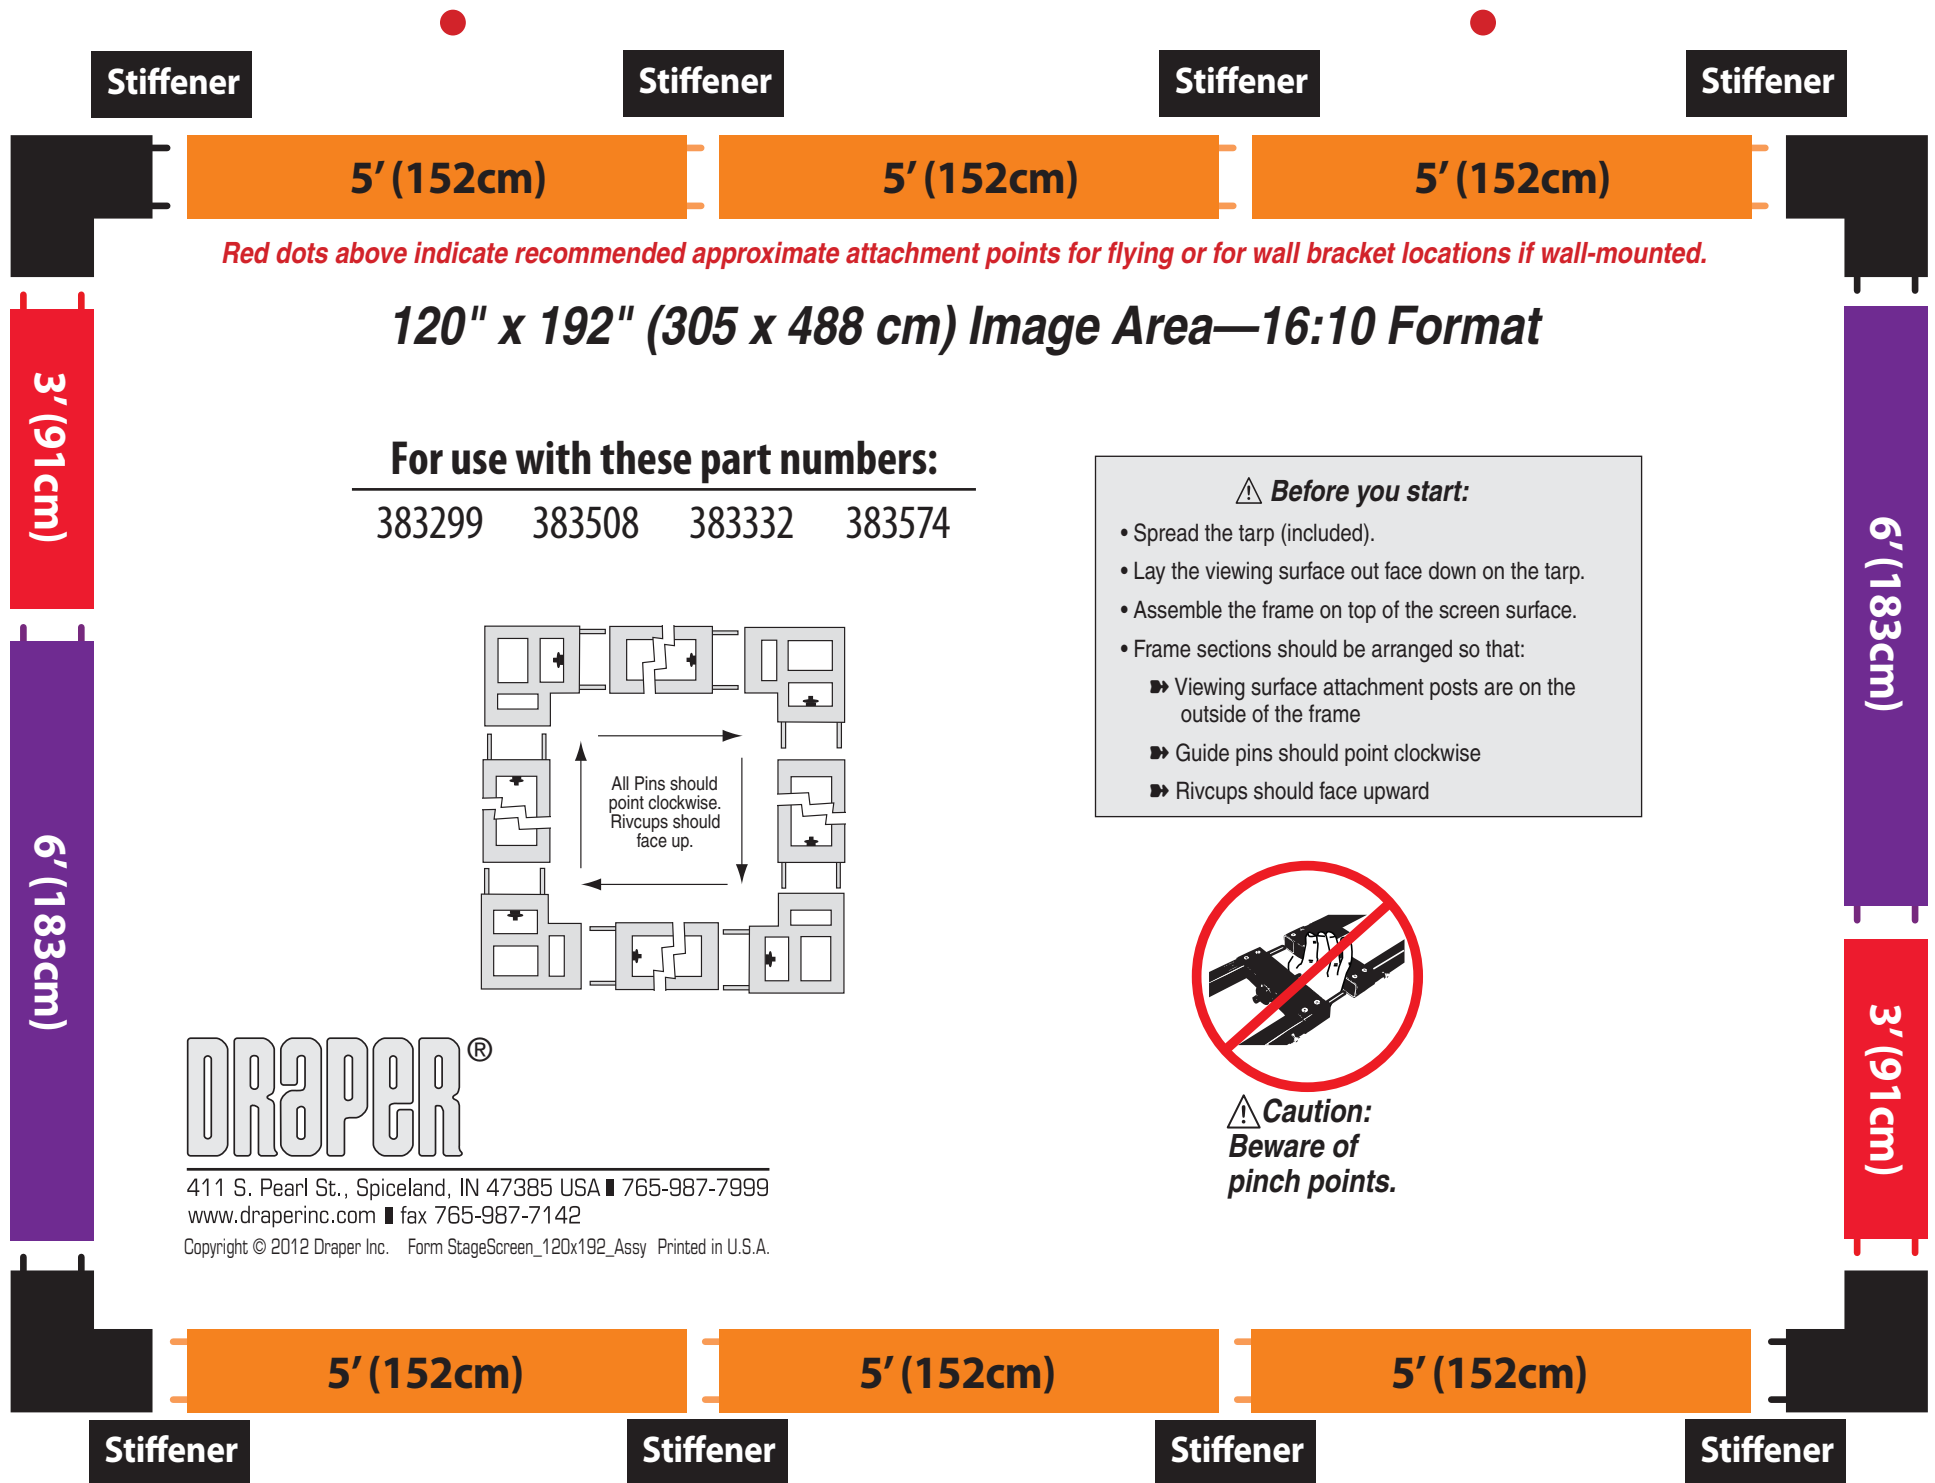 Stiffener Stiffener Stiffener Stiffener
5’ (152cm) 5’ (152cm) 5’ (152cm)
Red dots above indicate recommended approximate attachment points for flying or for wall bracket locations if wall-mounted.
120" x 192" (305 x 488 cm) Image Area—16:10 Format
3’ (91cm)
6’ (183cm)
For use with these part numbers:
383299 383508 383332 383574
All Pins should
point clockwise.
Rivcups should
face up.
⚠ Before you start:
• Spread the tarp (included).
• Lay the viewing surface out face down on the tarp.
• Assemble the frame on top of the screen surface.
• Frame sections should be arranged so that:
➽ Viewing surface attachment posts are on the
outside of the frame
➽ Guide pins should point clockwise
➽ Rivcups should face upward
6’ (183cm)
3’ (91cm)
⚠ Caution:
Beware of
pinch points.
DRAPER®
411 S. Pearl St., Spiceland, IN 47385 USA ▮ 765-987-7999
www.draperinc.com ▮ fax 765-987-7142
Copyright © 2012 Draper Inc. Form StageScreen_120x192_Assy Printed in U.S.A.
5’ (152cm) 5’ (152cm) 5’ (152cm)
Stiffener Stiffener Stiffener Stiffener